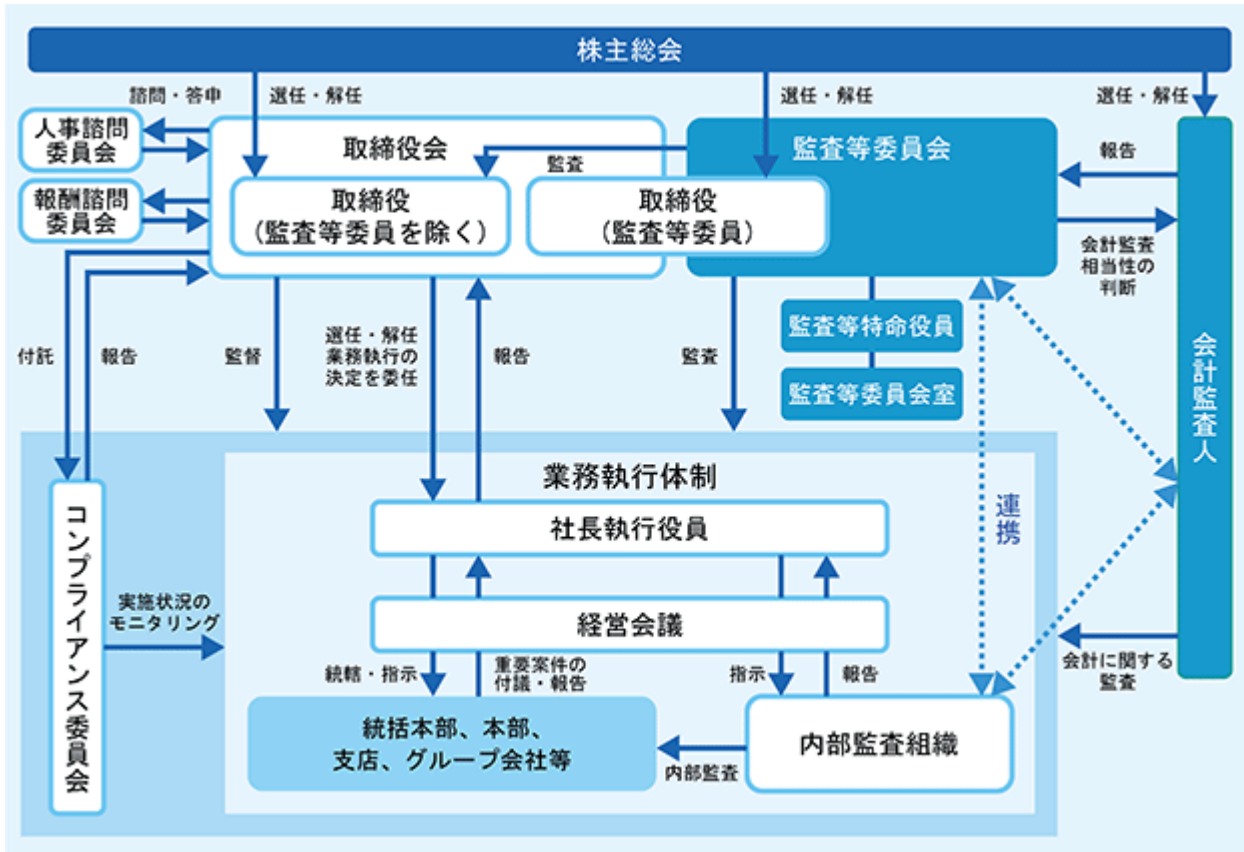 株主総会
諮問・答申
選任・解任
選任・解任
選任・解任
人事諮問
委員会
報酬諮問
委員会
取締役会
監査
監査等委員会
報告
取締役
(監査等委員を除く)
取締役
(監査等委員)
会計監査
相当性の
判断
付託
報告
監督
選任・解任
業務執行の
決定を委任
報告
監査
監査等特命役員
監査等委員会室
会計監査人
業務執行体制
社長執行役員
連携
コンプライアンス委員会
実施状況の
モニタリング
経営会議
統轄・指示
重要案件の
付議・報告
指示
報告
会計に関する
監査
統括本部、本部、
支店、グループ会社等
内部監査
内部監査組織